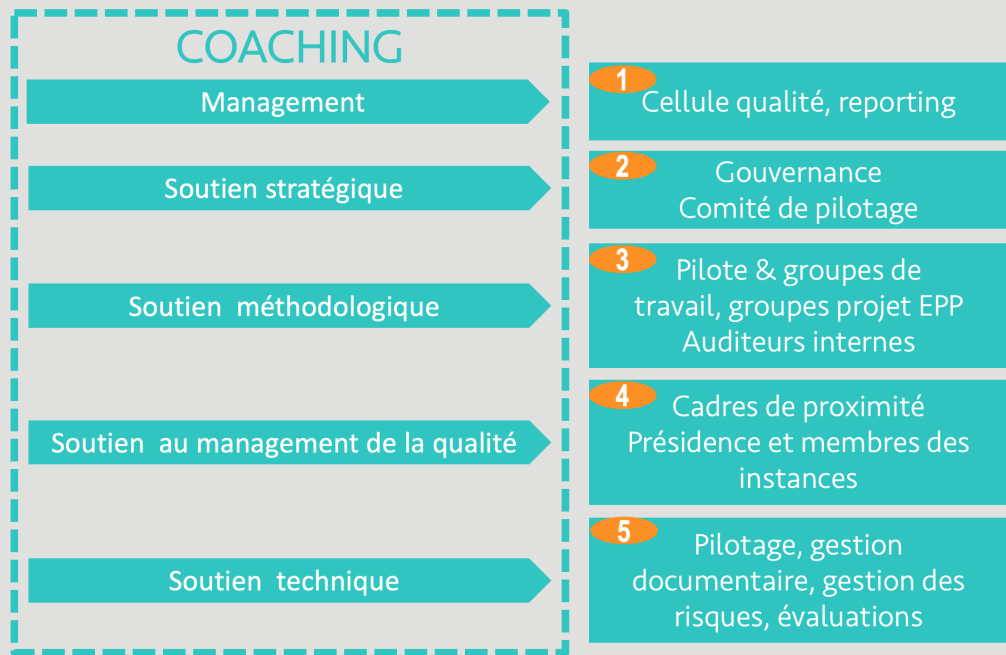 COACHING
Management
1
Cellule qualité, reporting
Soutien stratégique
2
Gouvernance
Comité de pilotage
Soutien méthodologique
3
Pilote & groupes de
travail, groupes projet EPP
Auditeurs internes
Soutien au management de la qualité
4
Cadres de proximité
Présidence et membres des
instances
Soutien technique
5
Pilotage, gestion
documentaire, gestion des
risques, évaluations